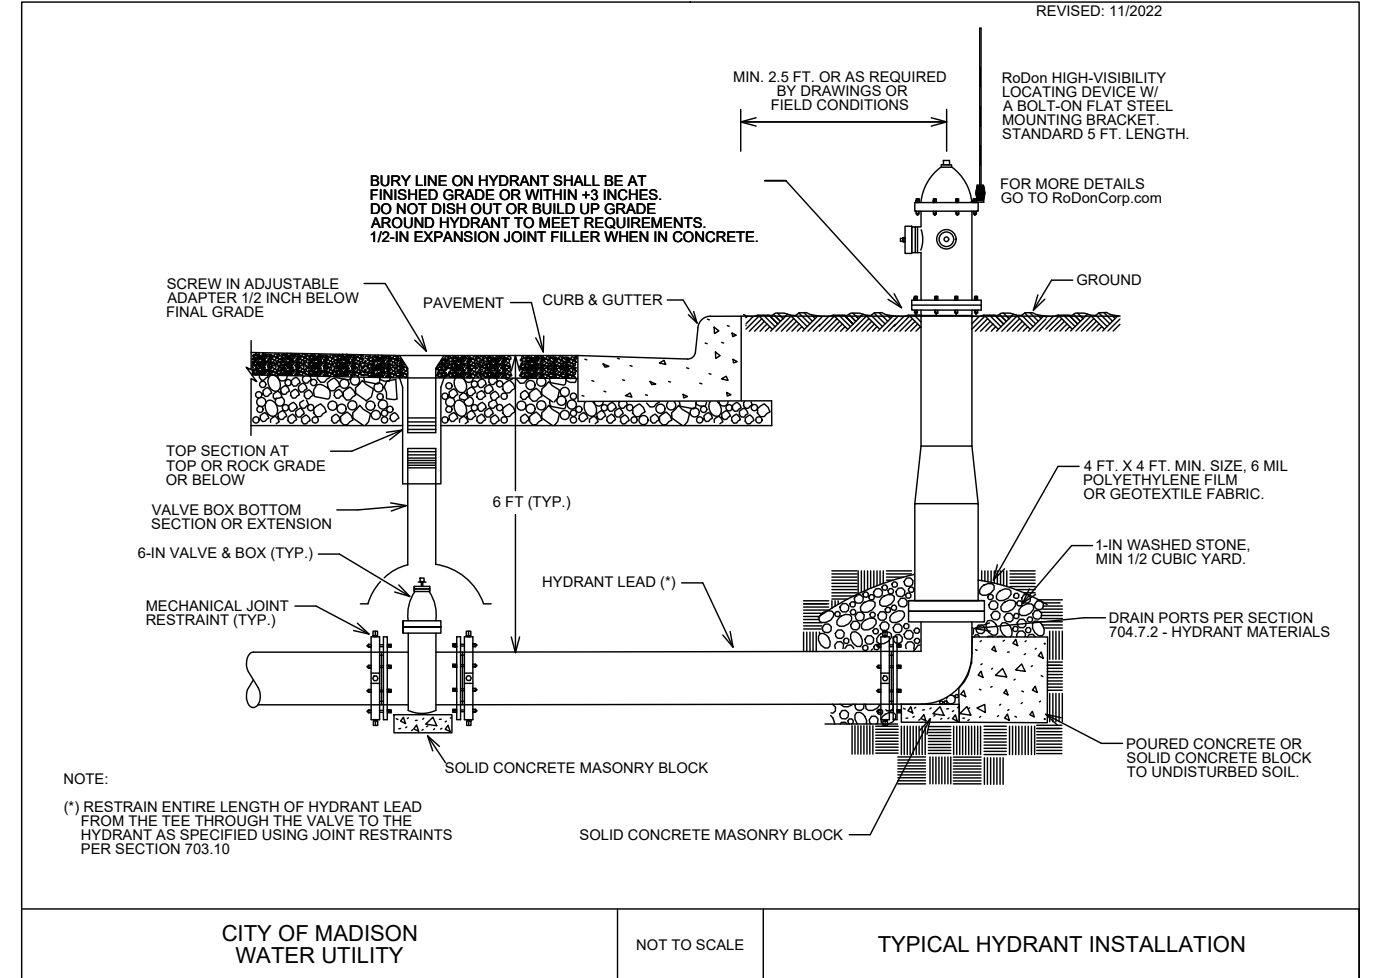 REVISED: 11/2022
MIN. 2.5 FT. OR AS REQUIRED
BY DRAWINGS OR
FIELD CONDITIONS
RoDon HIGH-VISIBILITY
LOCATING DEVICE W/
A BOLT-ON FLAT STEEL
MOUNTING BRACKET.
STANDARD 5 FT. LENGTH.
FOR MORE DETAILS
GO TO RoDonCorp.com
BURY LINE ON HYDRANT SHALL BE AT
FINISHED GRADE OR WITHIN +3 INCHES.
DO NOT DISH OUT OR BUILD UP GRADE
AROUND HYDRANT TO MEET REQUIREMENTS.
1/2-IN EXPANSION JOINT FILLER WHEN IN CONCRETE.
SCREW IN ADJUSTABLE
ADAPTER 1/2 INCH BELOW
FINAL GRADE
PAVEMENT
CURB & GUTTER
GROUND
TOP SECTION AT
TOP OR ROCK GRADE
OR BELOW
VALVE BOX BOTTOM
SECTION OR EXTENSION
6-IN VALVE & BOX (TYP.)
MECHANICAL JOINT
RESTRAINT (TYP.)
6 FT (TYP.)
HYDRANT LEAD (*)
4 FT. X 4 FT. MIN. SIZE, 6 MIL
POLYETHYLENE FILM
OR GEOTEXTILE FABRIC.
1-IN WASHED STONE,
MIN 1/2 CUBIC YARD.
DRAIN PORTS PER SECTION
704.7.2 - HYDRANT MATERIALS
POURED CONCRETE OR
SOLID CONCRETE BLOCK
TO UNDISTURBED SOIL.
SOLID CONCRETE MASONRY BLOCK
SOLID CONCRETE MASONRY BLOCK
NOTE:
(*) RESTRAIN ENTIRE LENGTH OF HYDRANT LEAD
FROM THE TEE THROUGH THE VALVE TO THE
HYDRANT AS SPECIFIED USING JOINT RESTRAINTS
PER SECTION 703.10
CITY OF MADISON
WATER UTILITY
NOT TO SCALE
TYPICAL HYDRANT INSTALLATION